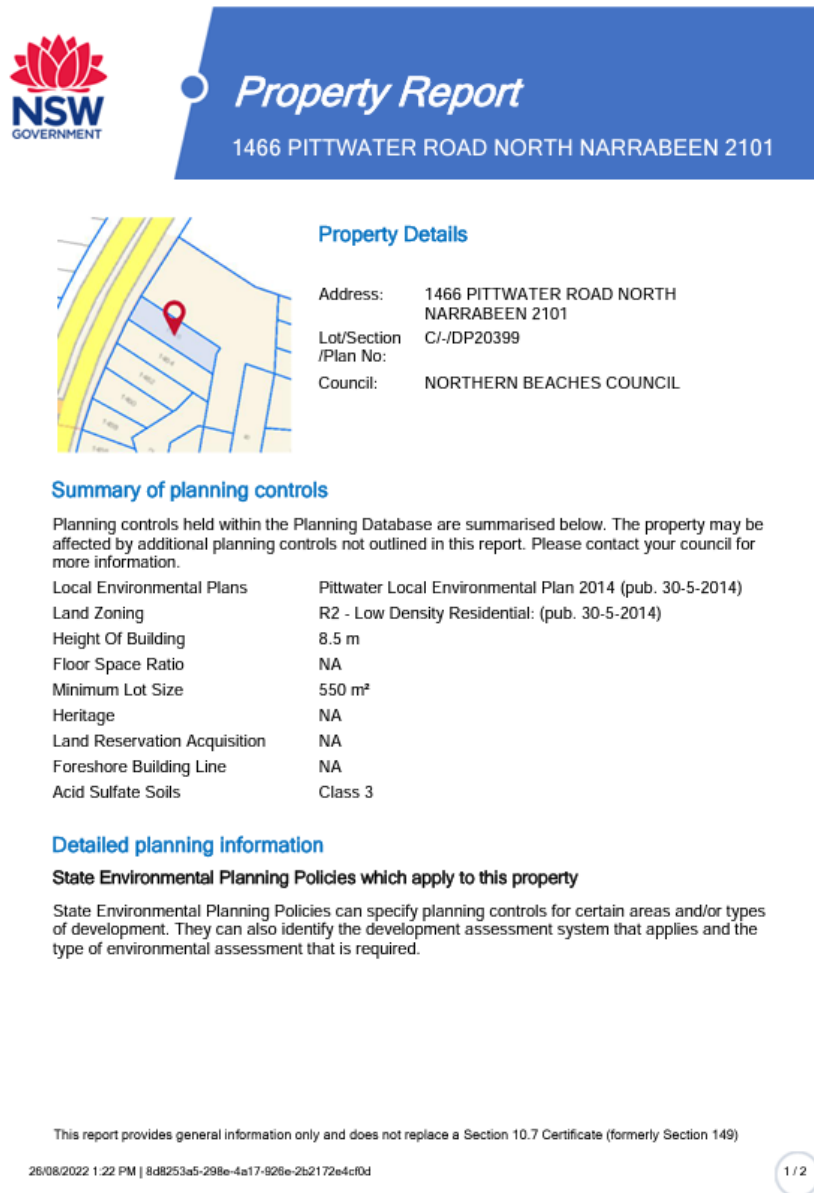 NSW
GOVERNMENT
Property Report
1466 PITTWATER ROAD NORTH NARRABEEN 2101
Property Details
Address: 1466 PITTWATER ROAD NORTH
NARRABEEN 2101
Lot/Section C/-/DP20399
/Plan No:
Council: NORTHERN BEACHES COUNCIL
Summary of planning controls
Planning controls held within the Planning Database are summarised below. The property may be
affected by additional planning controls not outlined in this report. Please contact your council for
more information.
Local Environmental Plans Pittwater Local Environmental Plan 2014 (pub. 30-5-2014)
Land Zoning R2 - Low Density Residential: (pub. 30-5-2014)
Height Of Building 8.5 m
Floor Space Ratio NA
Minimum Lot Size 550 m²
Heritage NA
Land Reservation Acquisition NA
Foreshore Building Line NA
Acid Sulfate Soils Class 3
Detailed planning information
State Environmental Planning Policies which apply to this property
State Environmental Planning Policies can specify planning controls for certain areas and/or types
of development. They can also identify the development assessment system that applies and the
type of environmental assessment that is required.
This report provides general information only and does not replace a Section 10.7 Certificate (formerly Section 149)
26/08/2022 1:22 PM | 8d8253a5-298e-4a17-926e-2b2172e4cf0d
1 / 2